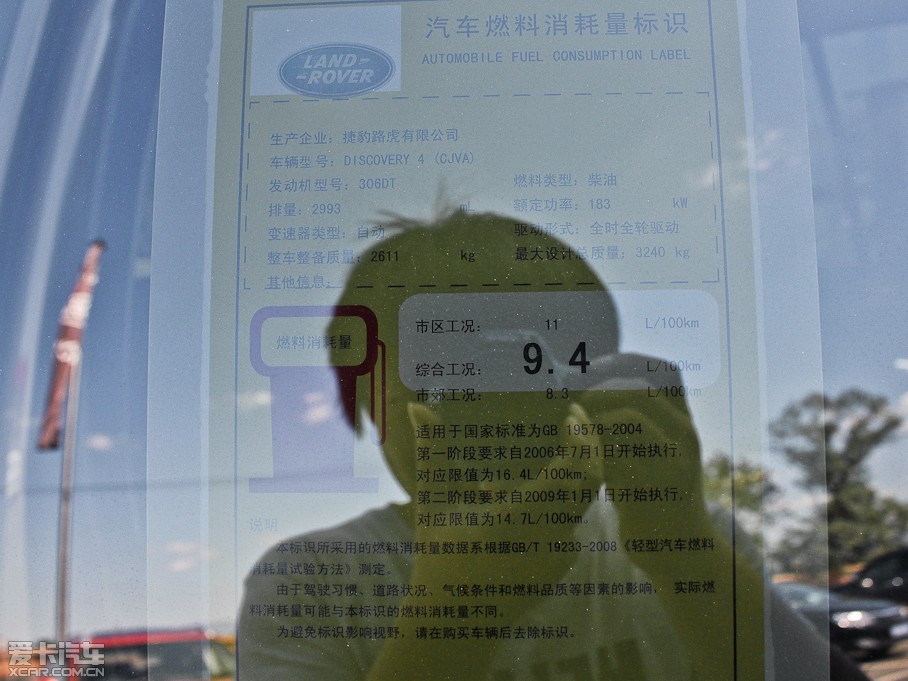 LAND-
-ROVER
汽车燃料消耗量标识
AUTOMOBILE FUEL CONSUMPTION LABEL
生产企业：捷豹路虎有限公司
车辆型号：DISCOVERY 4 (CJVA)
发动机型号：306DT 燃料类型：柴油
排量：2993 mL 额定功率：183 kW
变速器类型：自动 驱动形式：全时全轮驱动
整车整备质量：2611 kg 最大设计总质量：3240 kg
其他信息：
燃料消耗量
市区工况： 11 L/100km
综合工况： 9.4 L/100km
市郊工况： 8.3 L/100km
适用于国家标准为GB 19578-2004
第一阶段要求自2006年7月1日开始执行，
对应限值为16.4L/100km；
第二阶段要求自2009年1月1日开始执行，
对应限值为14.7L/100km。
说明
本标识所采用的燃料消耗量数据系根据GB/T 19233-2008《轻型汽车燃料
消耗量试验方法》测定。
由于驾驶习惯、道路状况、气候条件和燃料品质等因素的影响， 实际燃
料消耗量可能与本标识的燃料消耗量不同。
为避免标识影响视野，请在购买车辆后去除标识。
爱卡汽车
XCAR.COM.CN